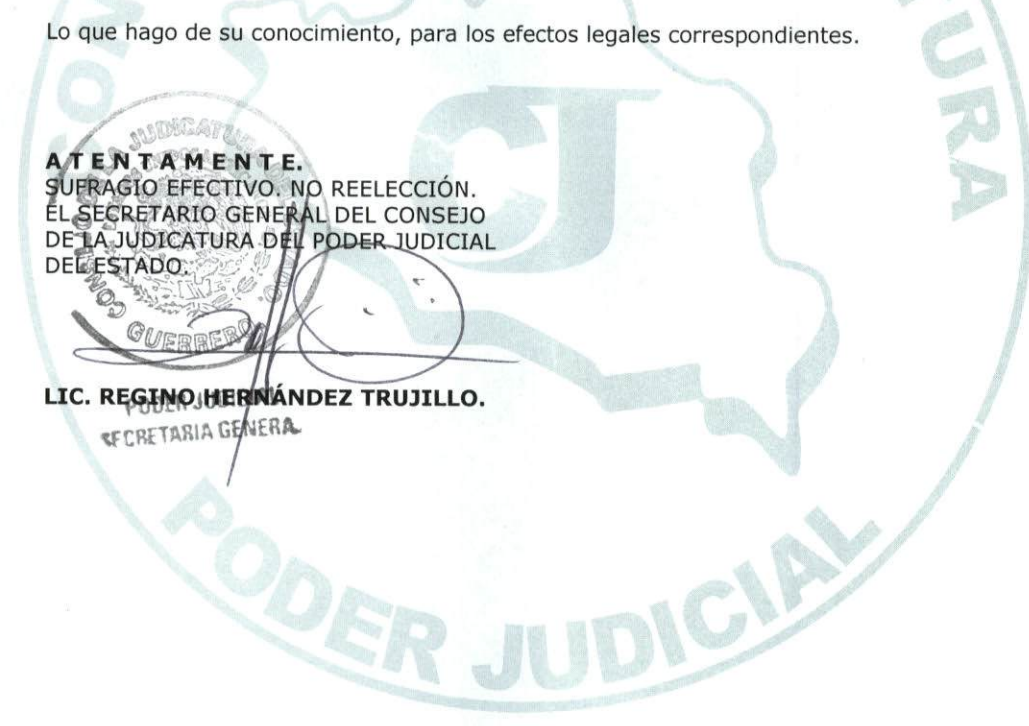 Lo que hago de su conocimiento, para los efectos legales correspondientes.
A T E N T A M E N T E.
SUFRAGIO EFECTIVO. NO REELECCIÓN.
EL SECRETARIO GENERAL DEL CONSEJO
DE LA JUDICATURA DEL PODER JUDICIAL
DEL ESTADO.
GUERRERO
LIC. REGINO HERNÁNDEZ TRUJILLO.
PODER JUDICIAL
SECRETARIA GENERAL
CJ
PODER JUDICIAL